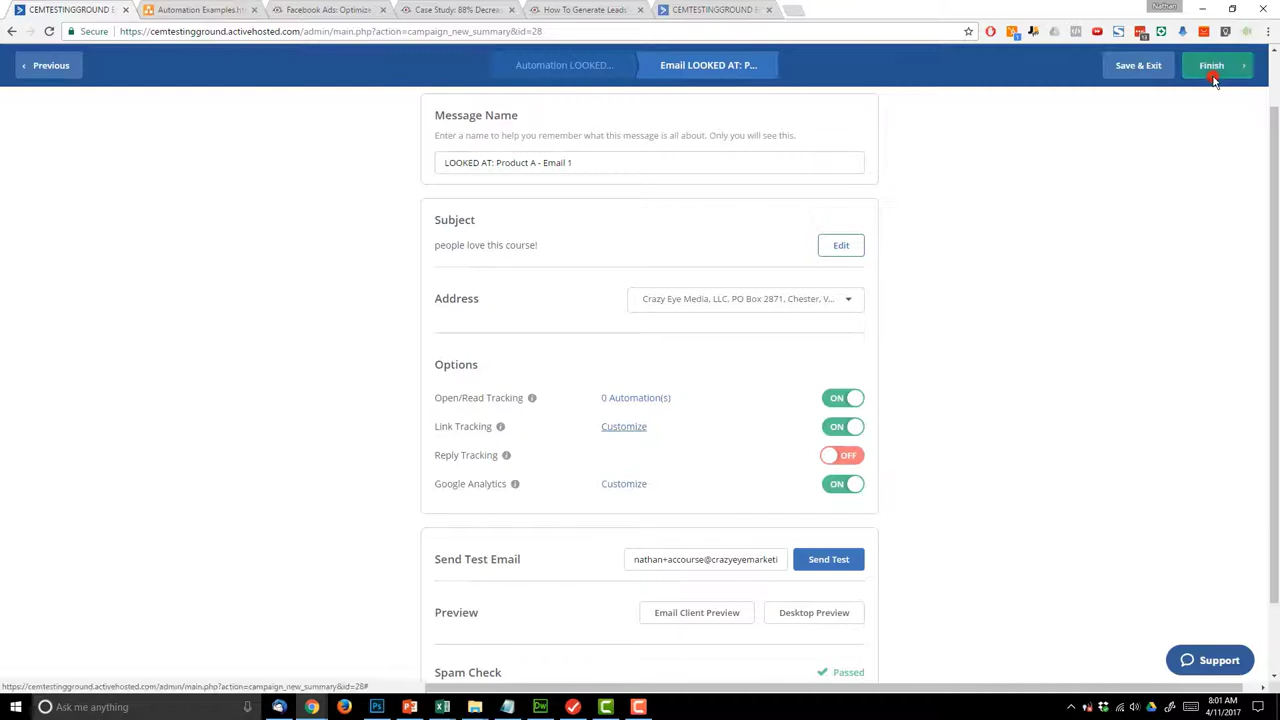 Nathan
CEMTESTINGROUND E
Automation Examples.ht
Facebook Ads: Optimize
Case Study: 88% Decrea
How To Generate Leads
CEMTESTINGGROUND E
Secure
https://cemtestingground.activehosted.com/admin/main.php?action=campaign_new_summary&id=28
Previous
Automation LOOKED...
Email LOOKED AT: P...
Save & Exit
Finish
Message Name
Enter a name to help you remember what this message is all about. Only you will see this.
LOOKED AT: Product A - Email 1
Subject
people love this course!
Edit
Address
Crazy Eye Media, LLC, PO Box 2871, Chester, V...
Options
Open/Read Tracking
0 Automation(s)
ON
Link Tracking
Customize
ON
Reply Tracking
OFF
Google Analytics
Customize
ON
Send Test Email
nathan+accourse@crazyeyemarketi
Send Test
Preview
Email Client Preview
Desktop Preview
Spam Check
Passed
Support
https://cemtestingground.activehosted.com/admin/main.php?action=campaign_new_summary&id=28#
Ask me anything
8:01 AM
4/11/2017